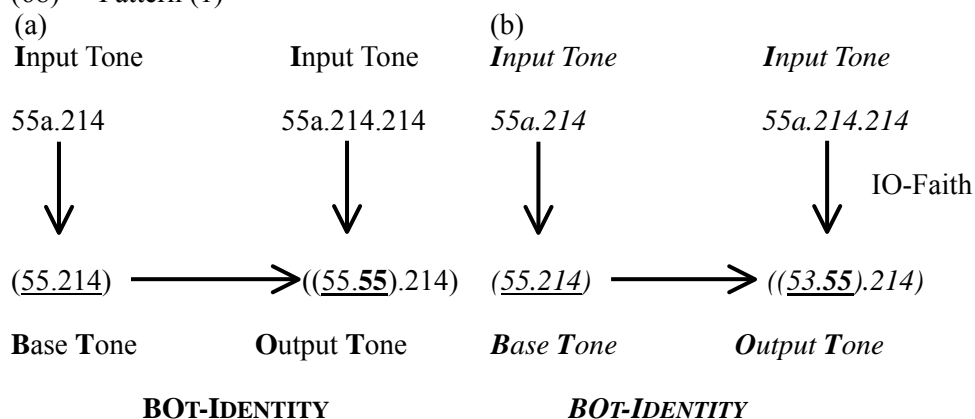 (a) (b)
Input Tone Input Tone Input Tone Input Tone
55a.214 55a.214.214 55a.214 55a.214.214
IO-Faith
(55.214) ((55.55).214) (55.214) ((53.55).214)
Base Tone Output Tone Base Tone Output Tone
BOT-IDENTITY BOT-IDENTITY